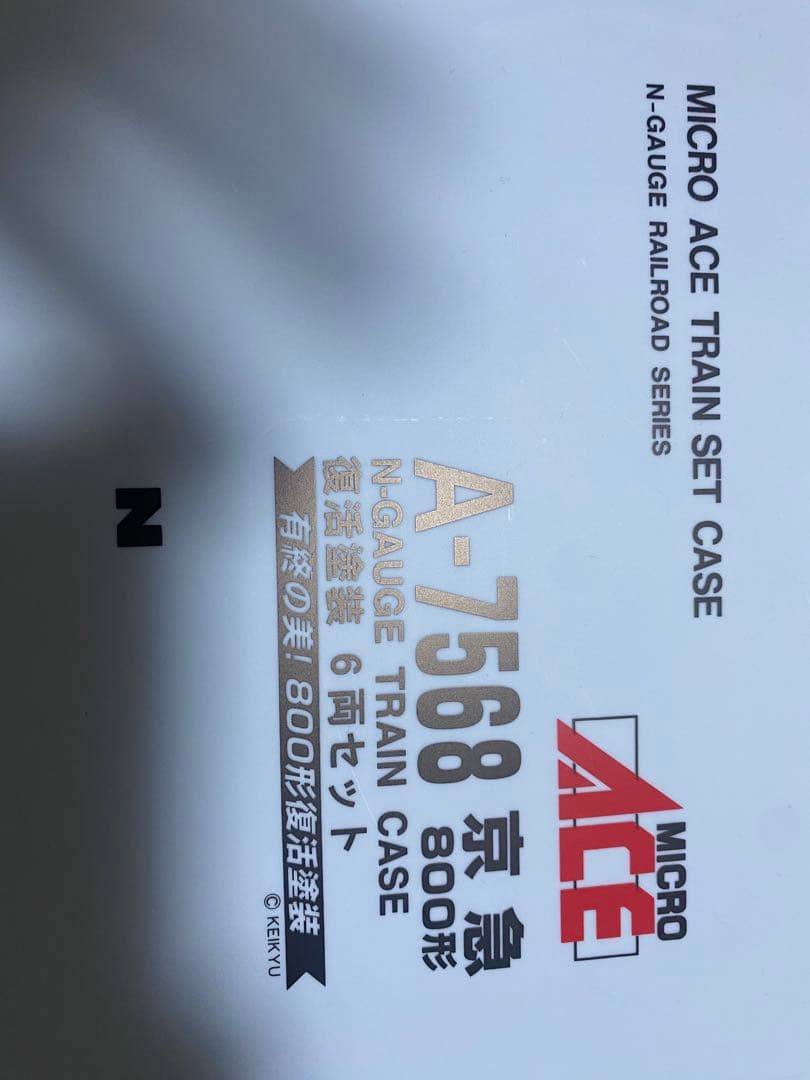 MICRO ACE TRAIN SET CASE
N-GAUGE RAILROAD SERIES
MICRO
ACE
A-7568 京急
800形
N-GAUGE TRAIN CASE
復活塗装 6両セット
有終の美!800形復活塗装
© KEIKYU
N